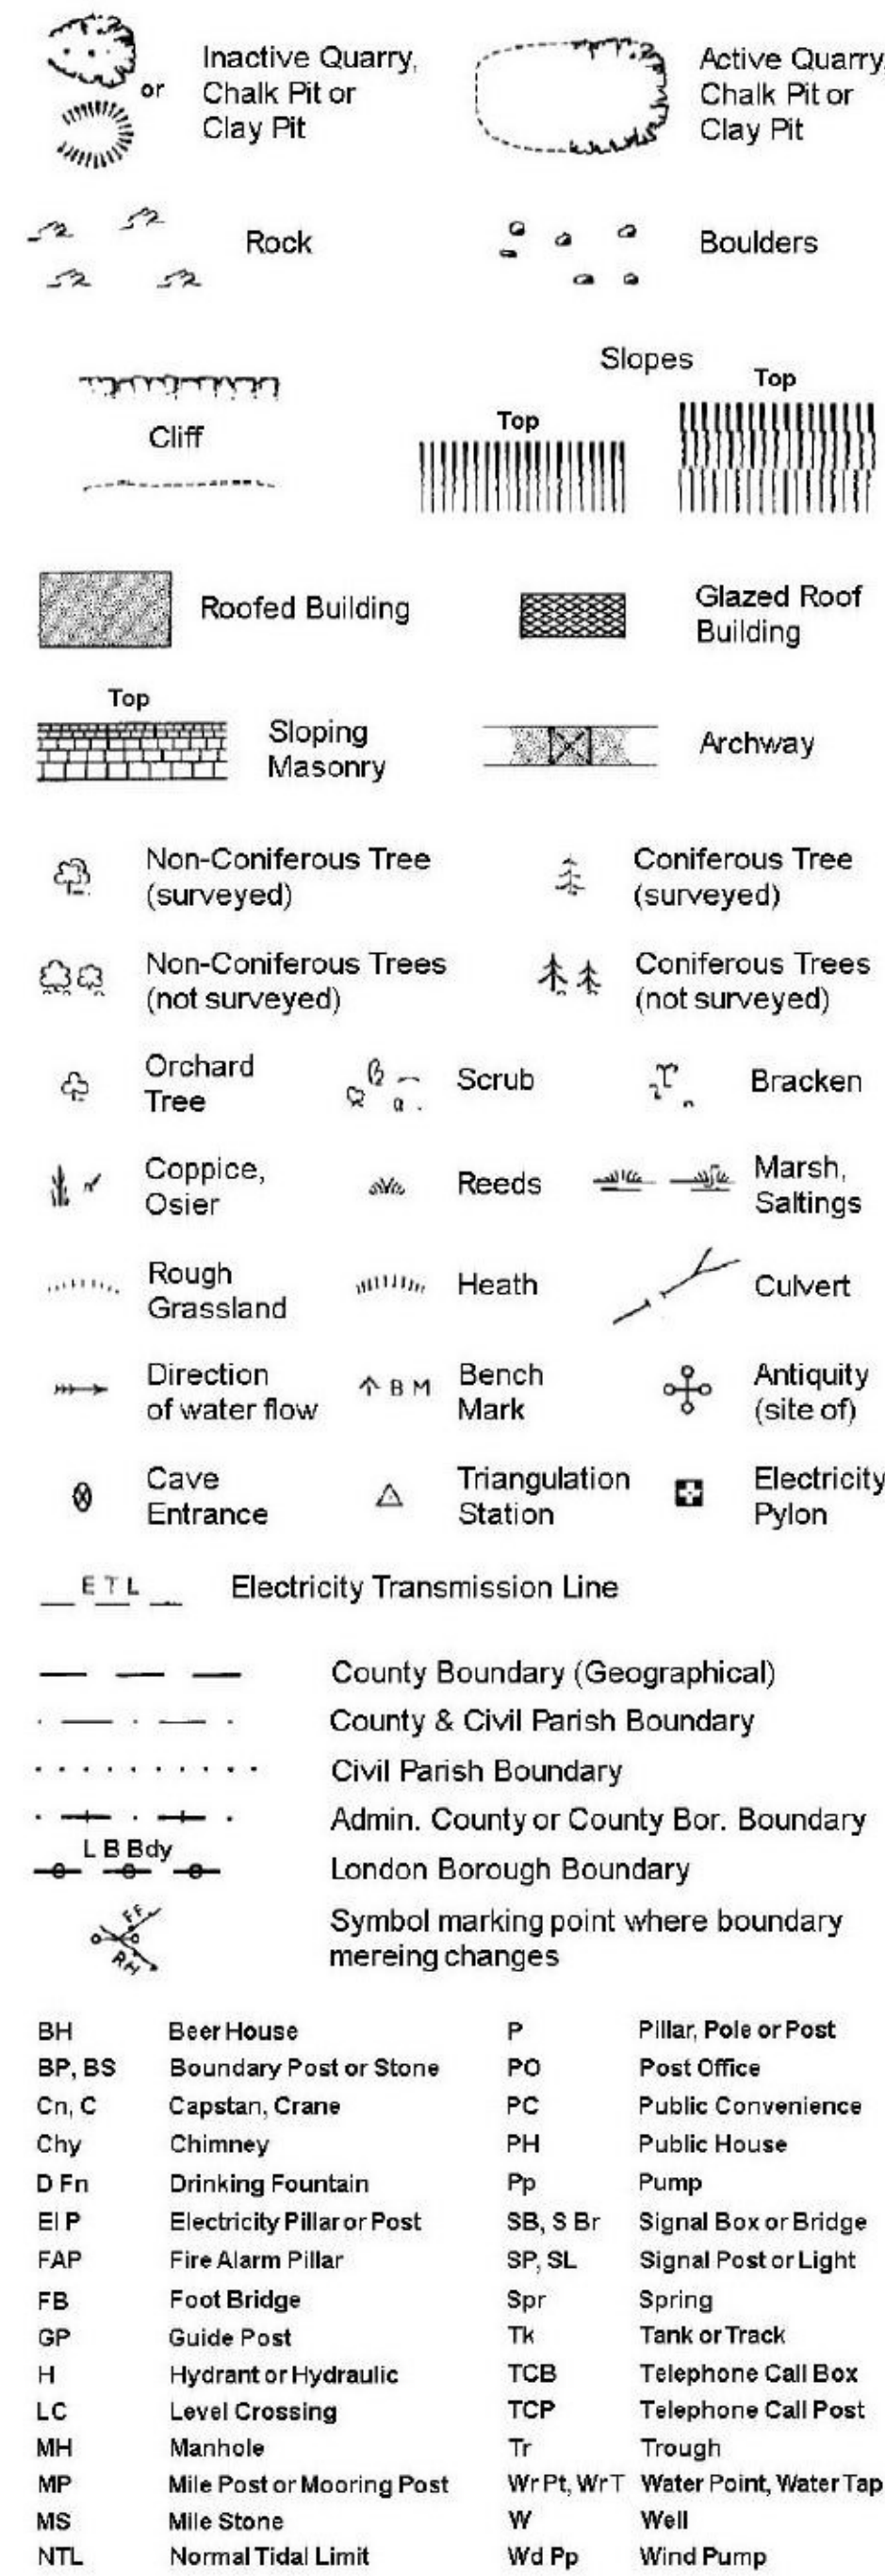 or
Inactive Quarry,
Chalk Pit or
Clay Pit
Active Quarry,
Chalk Pit or
Clay Pit
Rock
Boulders
Cliff
Slopes
Top
Top
Roofed Building
Glazed Roof
Building
Top
Sloping
Masonry
Archway
Non-Coniferous Tree
(surveyed)
Coniferous Tree
(surveyed)
Non-Coniferous Trees
(not surveyed)
Coniferous Trees
(not surveyed)
Orchard
Tree
Scrub
Bracken
Coppice,
Osier
Reeds
Marsh,
Saltings
Rough
Grassland
Heath
Culvert
Direction
of water flow
B M
Bench
Mark
Antiquity
(site of)
Cave
Entrance
Triangulation
Station
Electricity
Pylon
E T L
Electricity Transmission Line
County Boundary (Geographical)
County & Civil Parish Boundary
Civil Parish Boundary
Admin. County or County Bor. Boundary
L B Bdy
London Borough Boundary
FF
RH
Symbol marking point where boundary
mereing changes
BH Beer House P Pillar, Pole or Post
BP, BS Boundary Post or Stone PO Post Office
Cn, C Capstan, Crane PC Public Convenience
Chy Chimney PH Public House
D Fn Drinking Fountain Pp Pump
El P Electricity Pillar or Post SB, S Br Signal Box or Bridge
FAP Fire Alarm Pillar SP, SL Signal Post or Light
FB Foot Bridge Spr Spring
GP Guide Post Tk Tank or Track
H Hydrant or Hydraulic TCB Telephone Call Box
LC Level Crossing TCP Telephone Call Post
MH Manhole Tr Trough
MP Mile Post or Mooring Post Wr Pt, Wr T Water Point, Water Tap
MS Mile Stone W Well
NTL Normal Tidal Limit Wd Pp Wind Pump